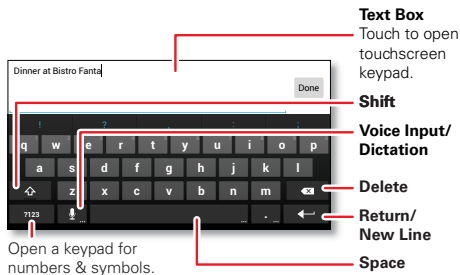 Text Box
Touch to open
touchscreen
keypad.
Dinner at Bistro Fanta
Done
Shift
! ? , : ;
q w e r t y u i o p
Voice Input/
Dictation
a s d f g h j k l
z x c v b n m
Delete
?123 ... ... . ...
Return/
New Line
Space
Open a keypad for
numbers & symbols.